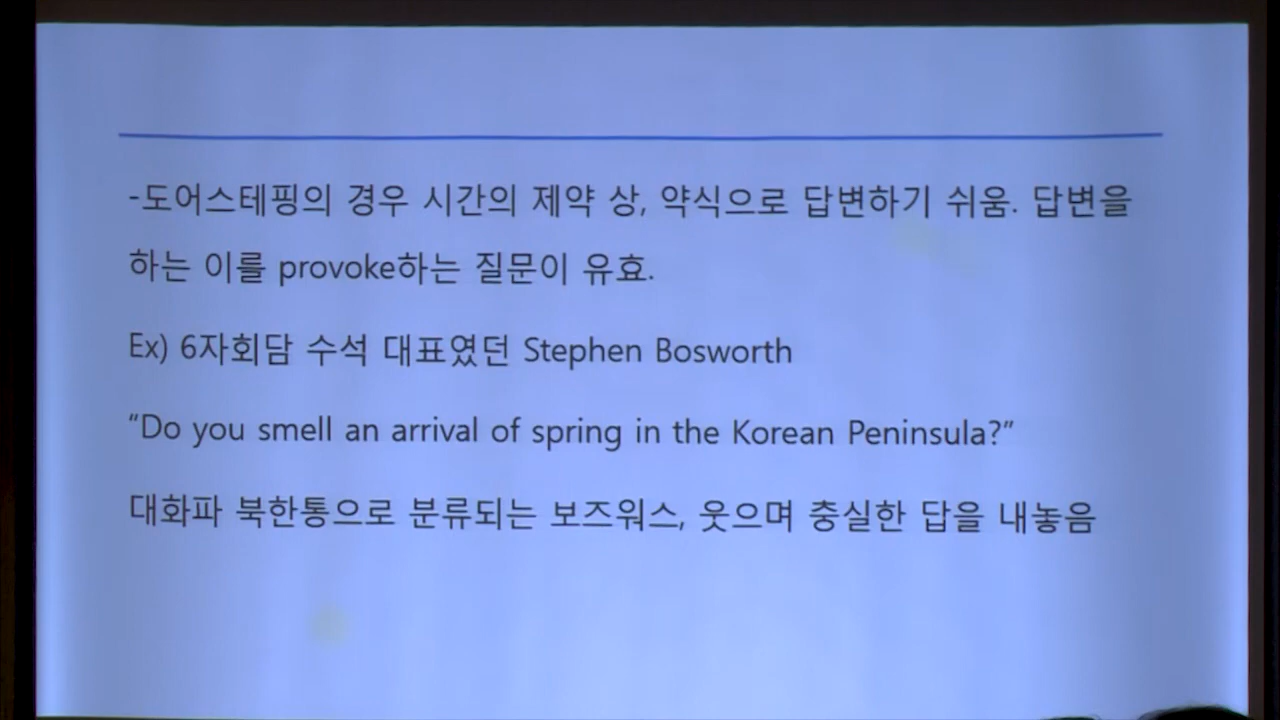 -도어스테핑의 경우 시간의 제약 상, 약식으로 답변하기 쉬움. 답변을
하는 이를 provoke하는 질문이 유효.
Ex) 6자회담 수석 대표였던 Stephen Bosworth
“Do you smell an arrival of spring in the Korean Peninsula?”
대화파 북한통으로 분류되는 보즈워스, 웃으며 충실한 답을 내놓음